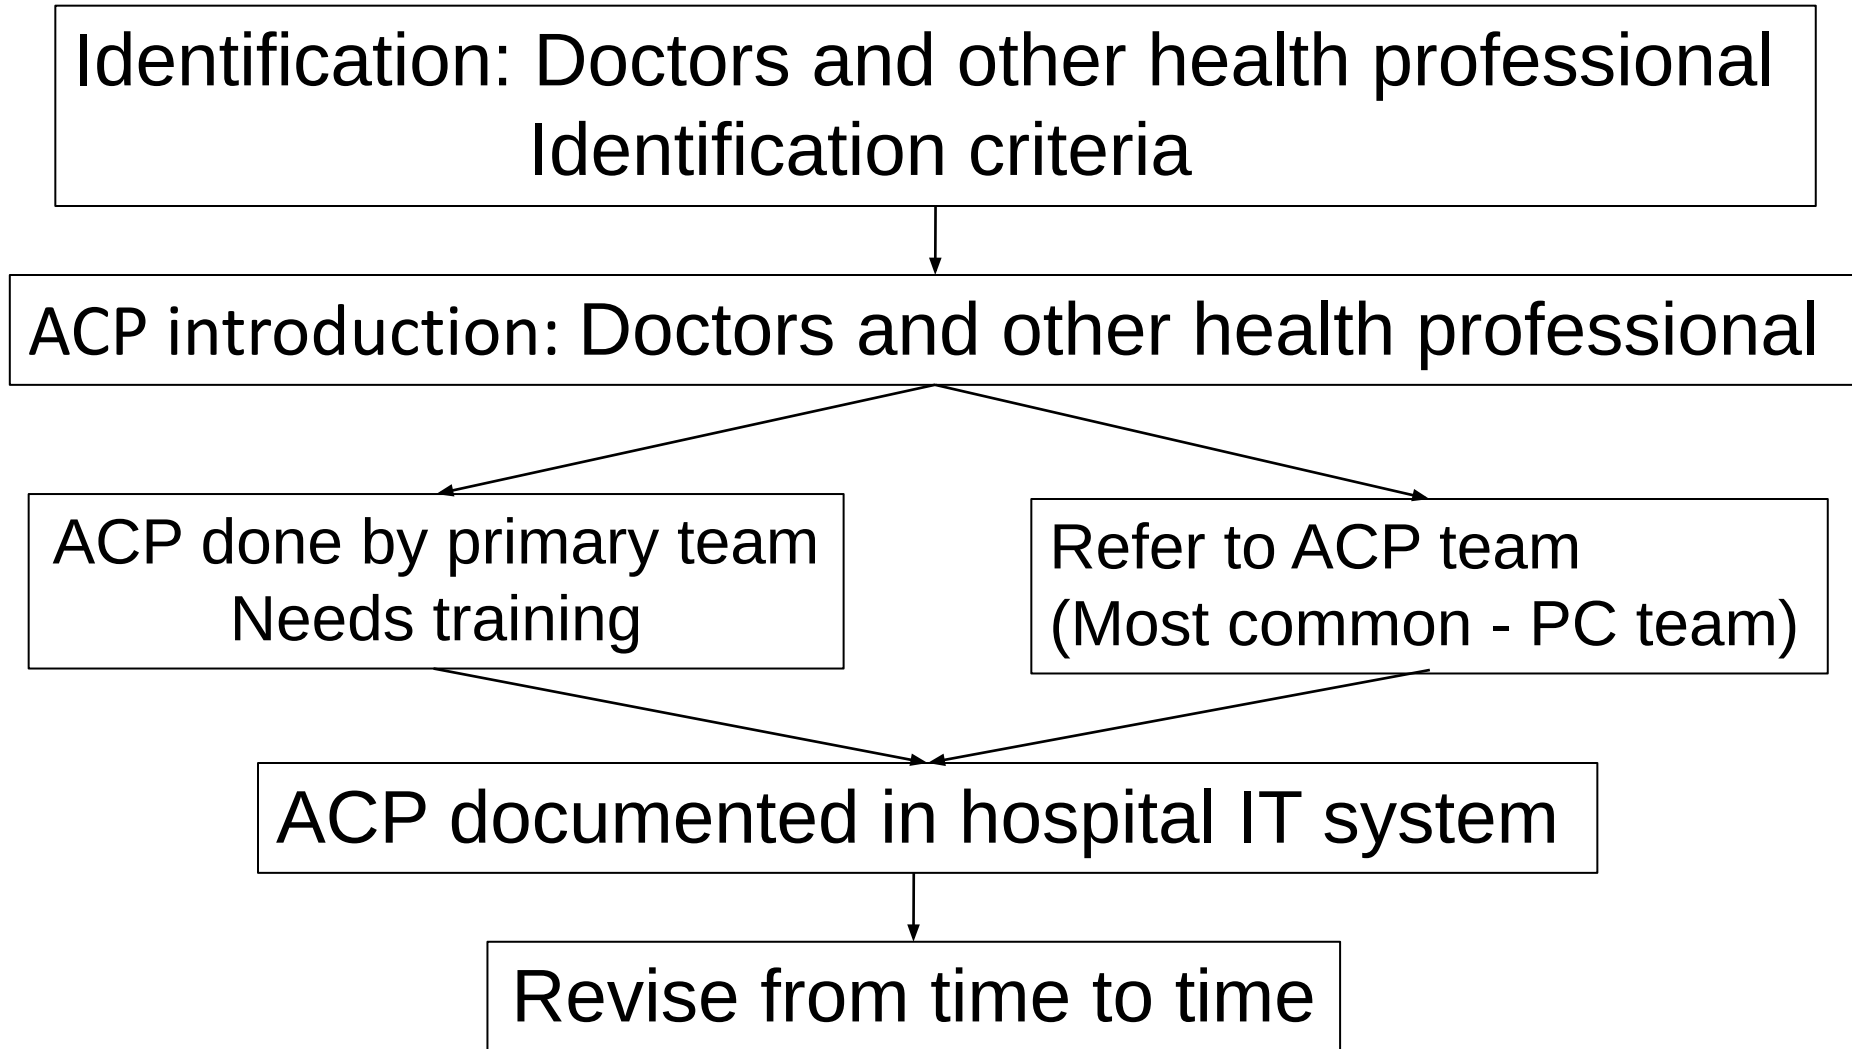 Identification: Doctors and other health professional
Identification criteria
ACP introduction: Doctors and other health professional
ACP done by primary team
Needs training
Refer to ACP team
(Most common - PC team)
ACP documented in hospital IT system
Revise from time to time